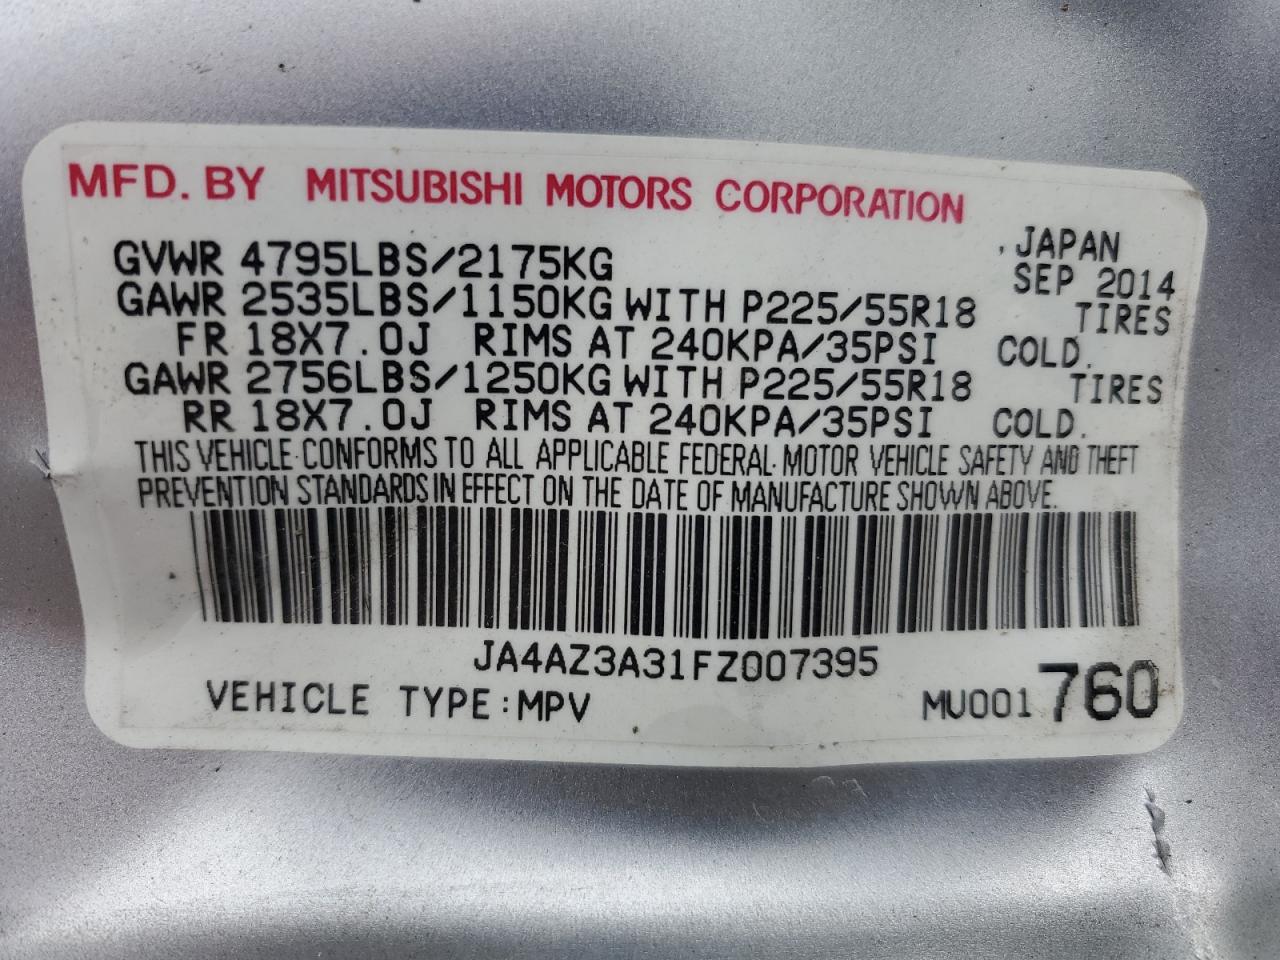 MFD. BY MITSUBISHI MOTORS CORPORATION
GVWR 4795LBS/2175KG
, JAPAN
SEP 2014
GAWR 2535LBS/1150KG WITH P225/55R18 TIRES
FR 18X7.0J RIMS AT 240KPA/35PSI COLD.
GAWR 2756LBS/1250KG WITH P225/55R18 TIRES
RR 18X7.0J RIMS AT 240KPA/35PSI COLD.
THIS VEHICLE CONFORMS TO ALL APPLICABLE FEDERAL MOTOR VEHICLE SAFETY AND THEFT
PREVENTION STANDARDS IN EFFECT ON THE DATE OF MANUFACTURE SHOWN ABOVE.
JA4AZ3A31FZ007395
VEHICLE TYPE:MPV MU001 760